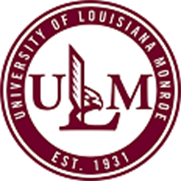 UNIVERSITY OF LOUISIANA MONROE
ULM
EST. 1931